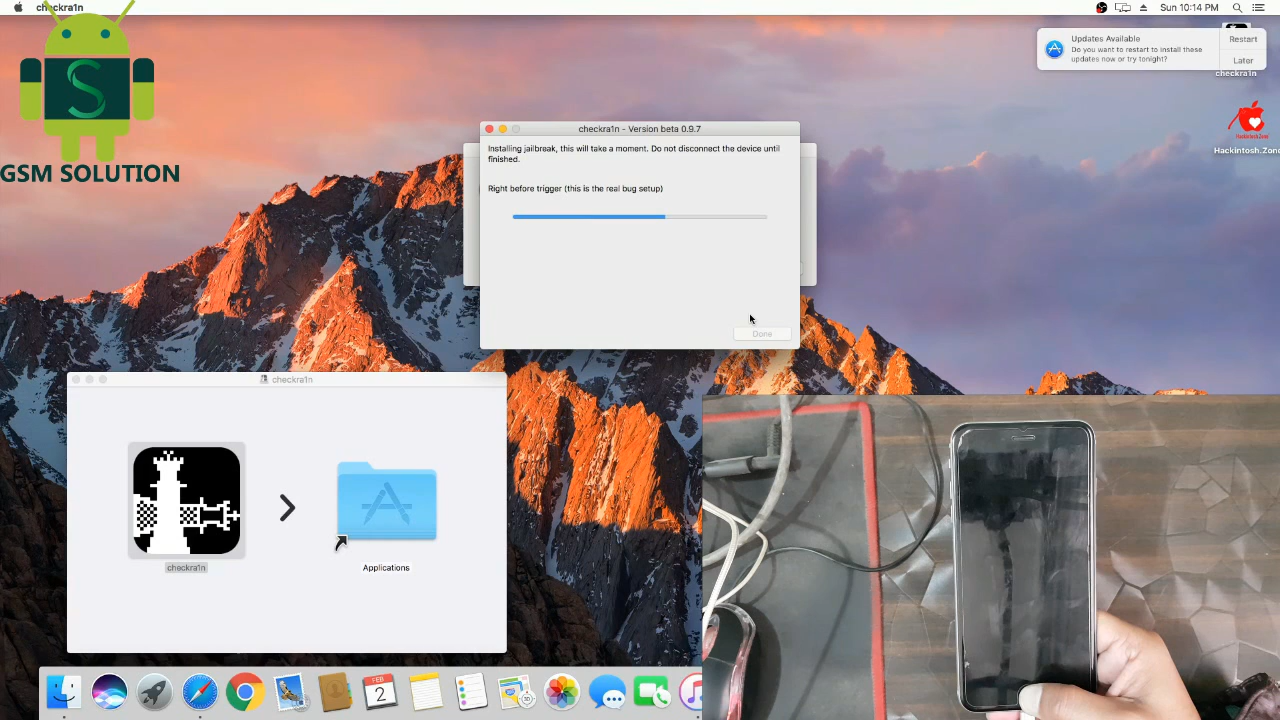 checkra1n
Sun 10:14 PM
GSM SOLUTION
Updates Available
Do you want to restart to install these
updates now or try tonight?
Restart
Later
checkra1n
Hackintosh.Zone
checkra1n - Version beta 0.9.7
Installing jailbreak, this will take a moment. Do not disconnect the device until
finished.
Right before trigger (this is the real bug setup)
Done
checkra1n
checkra1n
Applications
FEB
2